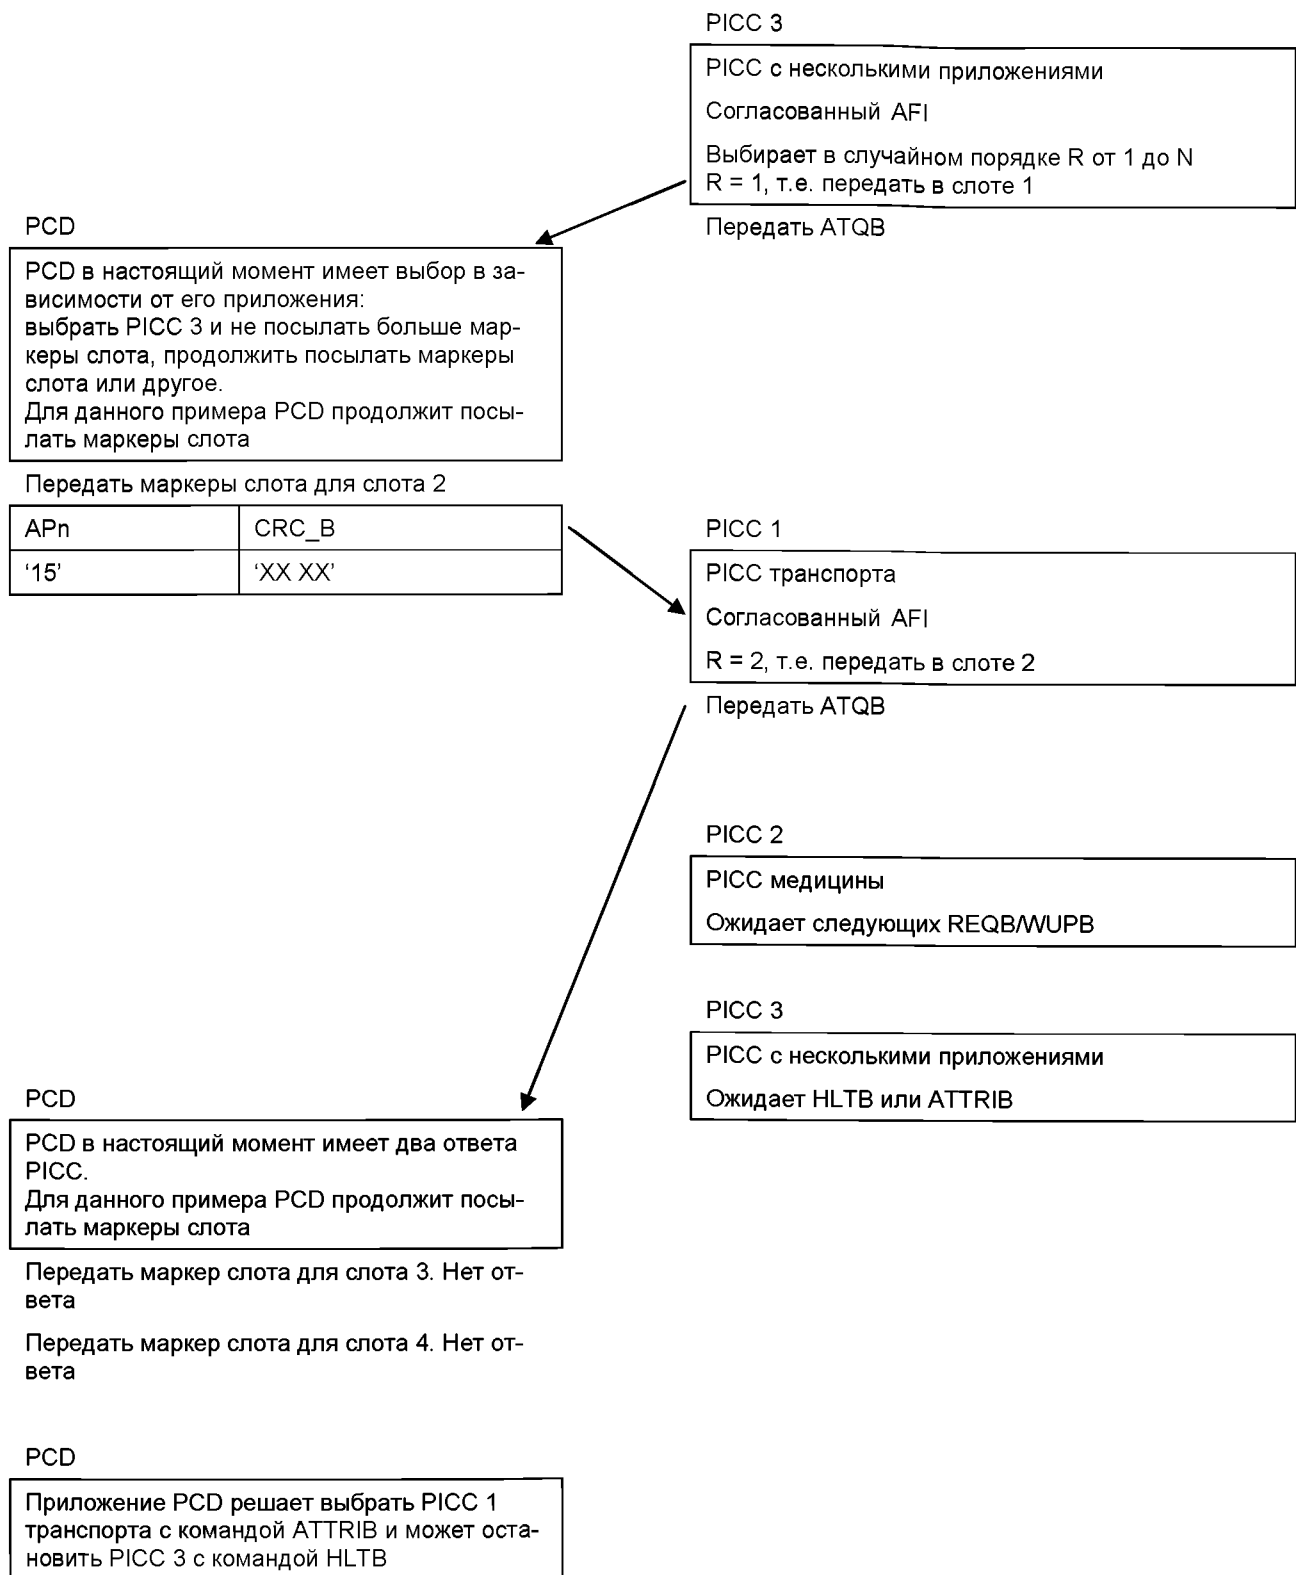 PICC 3
PICC с несколькими приложениями
Согласованный AFI
Выбирает в случайном порядке R от 1 до N
R = 1, т.е. передать в слоте 1
Передать ATQB
PCD
PCD в настоящий момент имеет выбор в за-
висимости от его приложения:
выбрать PICC 3 и не посылать больше мар-
керы слота, продолжить посылать маркеры
слота или другое.
Для данного примера PCD продолжит посы-
лать маркеры слота
Передать маркеры слота для слота 2
APn CRC_B
‘15’ ‘XX XX’
PICC 1
PICC транспорта
Согласованный AFI
R = 2, т.е. передать в слоте 2
Передать ATQB
PICC 2
PICC медицины
Ожидает следующих REQB/WUPB
PICC 3
PICC с несколькими приложениями
Ожидает HLTB или ATTRIB
PCD
PCD в настоящий момент имеет два ответа
PICC.
Для данного примера PCD продолжит посы-
лать маркеры слота
Передать маркер слота для слота 3. Нет от-
вета
Передать маркер слота для слота 4. Нет от-
вета
PCD
Приложение PCD решает выбрать PICC 1
транспорта с командой ATTRIB и может оста-
новить PICC 3 с командой HLTB